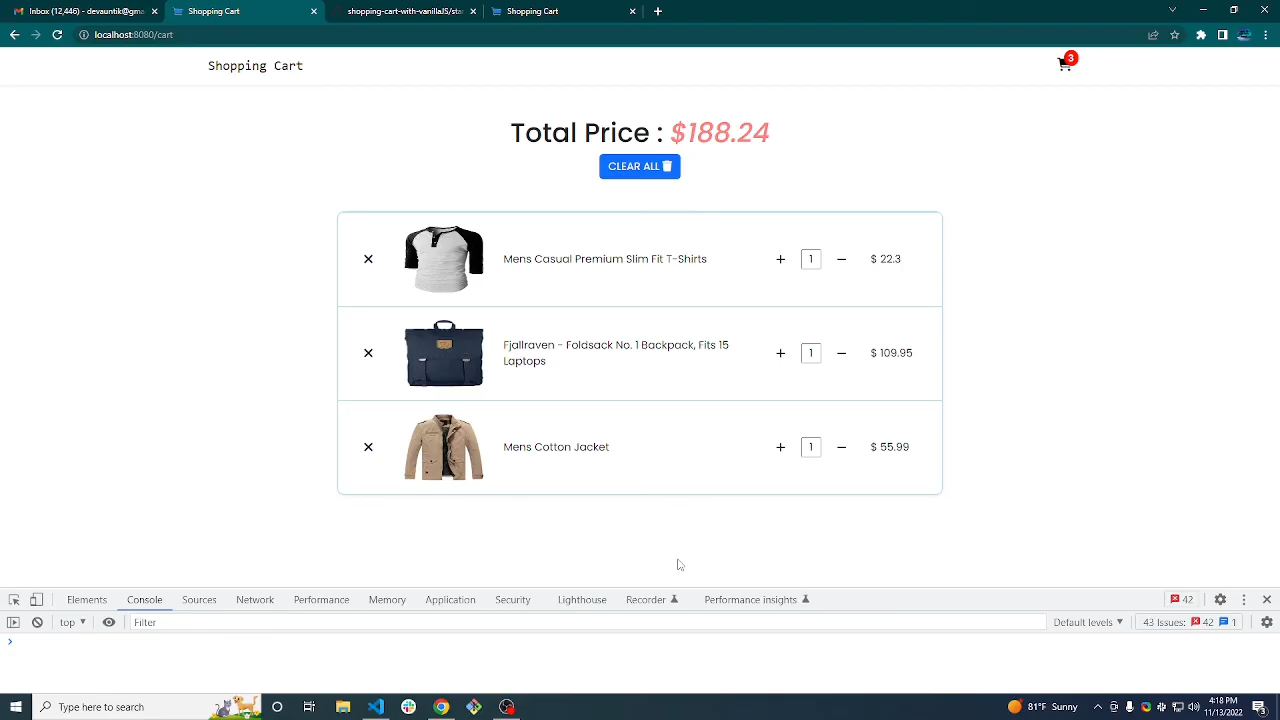 Inbox (12,446) - devautik@gma
Shopping Cart
shopping-cart-with-vanillaJS/sta
Shopping Cart
localhost:8080/cart
Shopping Cart
3
Total Price : $188.24
CLEAR ALL
Mens Casual Premium Slim Fit T-Shirts
1
$ 22.3
Fjallraven - Foldsack No. 1 Backpack, Fits 15
Laptops
1
$ 109.95
Mens Cotton Jacket
1
$ 55.99
Elements Console Sources Network Performance Memory Application Security Lighthouse Recorder Performance insights 42
top Filter Default levels 43 Issues: 42 1
Type here to search
81°F Sunny
4:18 PM
11/13/2022